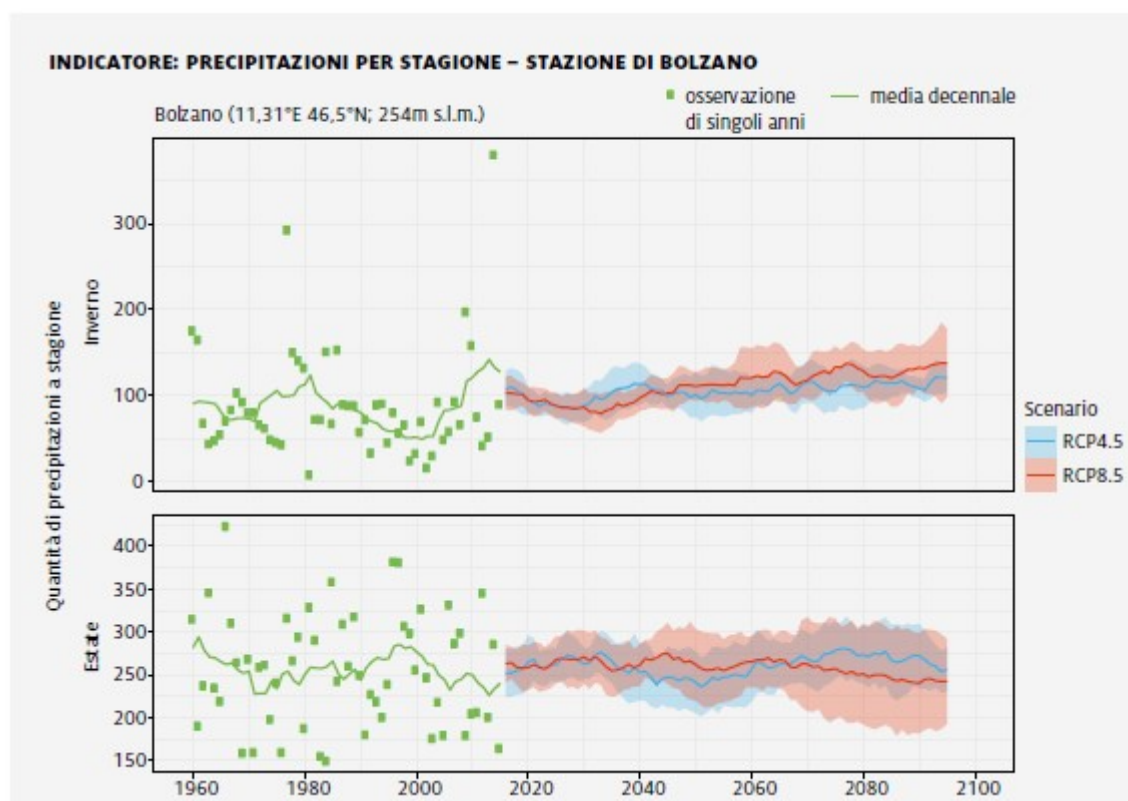 INDICATORE: PRECIPITAZIONI PER STAGIONE – STAZIONE DI BOLZANO
Bolzano (11,31°E 46,5°N; 254m s.l.m.)
osservazione
di singoli anni
media decennale
Quantità di precipitazioni a stagione
Inverno
300
200
100
0
Scenario
RCP4.5
RCP8.5
Estate
400
350
300
250
200
150
1960 1980 2000 2020 2040 2060 2080 2100